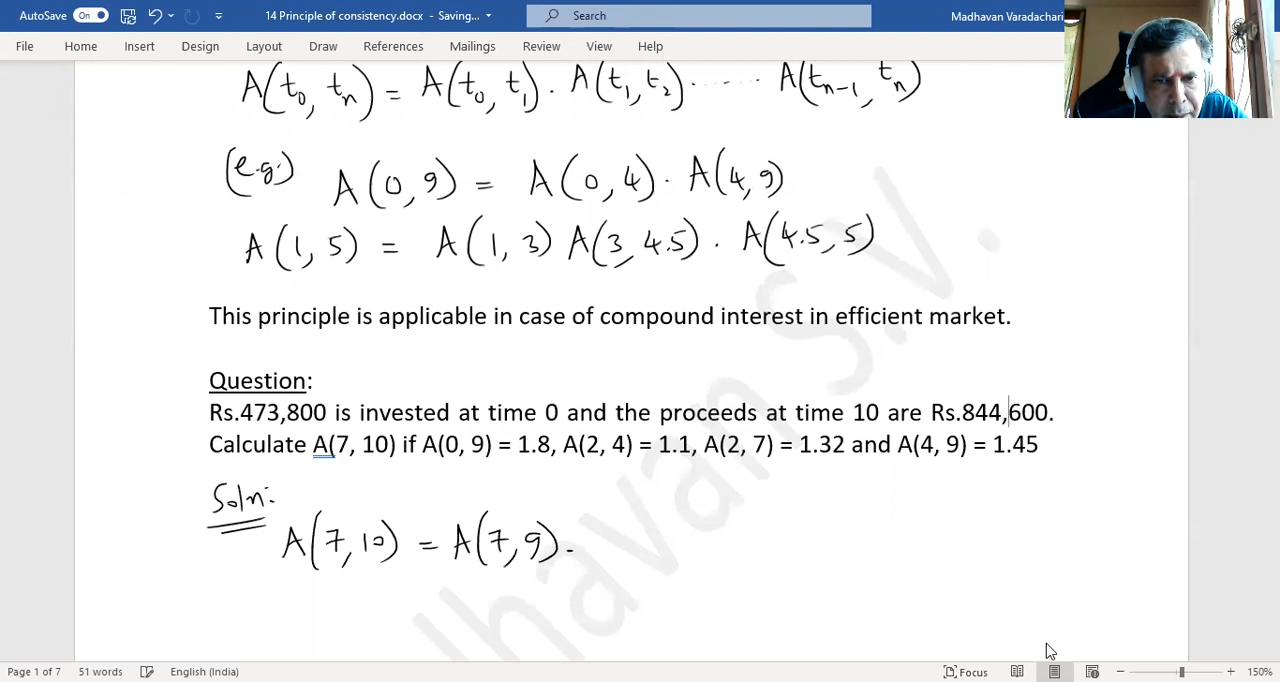 AutoSave On 14 Principle of consistency.docx - Saving... Search Madhavan Varadachari
File Home Insert Design Layout Draw References Mailings Review View Help
A(t0, tn) = A(t0, t1) . A(t1, t2) ...... A(tn-1, tn)
(e.g:) A(0, 9) = A(0, 4) . A(4, 9)
A(1, 5) = A(1, 3) A(3, 4.5) . A(4.5, 5)
This principle is applicable in case of compound interest in efficient market.
Question:
Rs.473,800 is invested at time 0 and the proceeds at time 10 are Rs.844,600.
Calculate A(7, 10) if A(0, 9) = 1.8, A(2, 4) = 1.1, A(2, 7) = 1.32 and A(4, 9) = 1.45
Soln:
A(7, 10) = A(7, 9) .
dhavan S.V.
Page 1 of 7 51 words English (India) Focus 150%